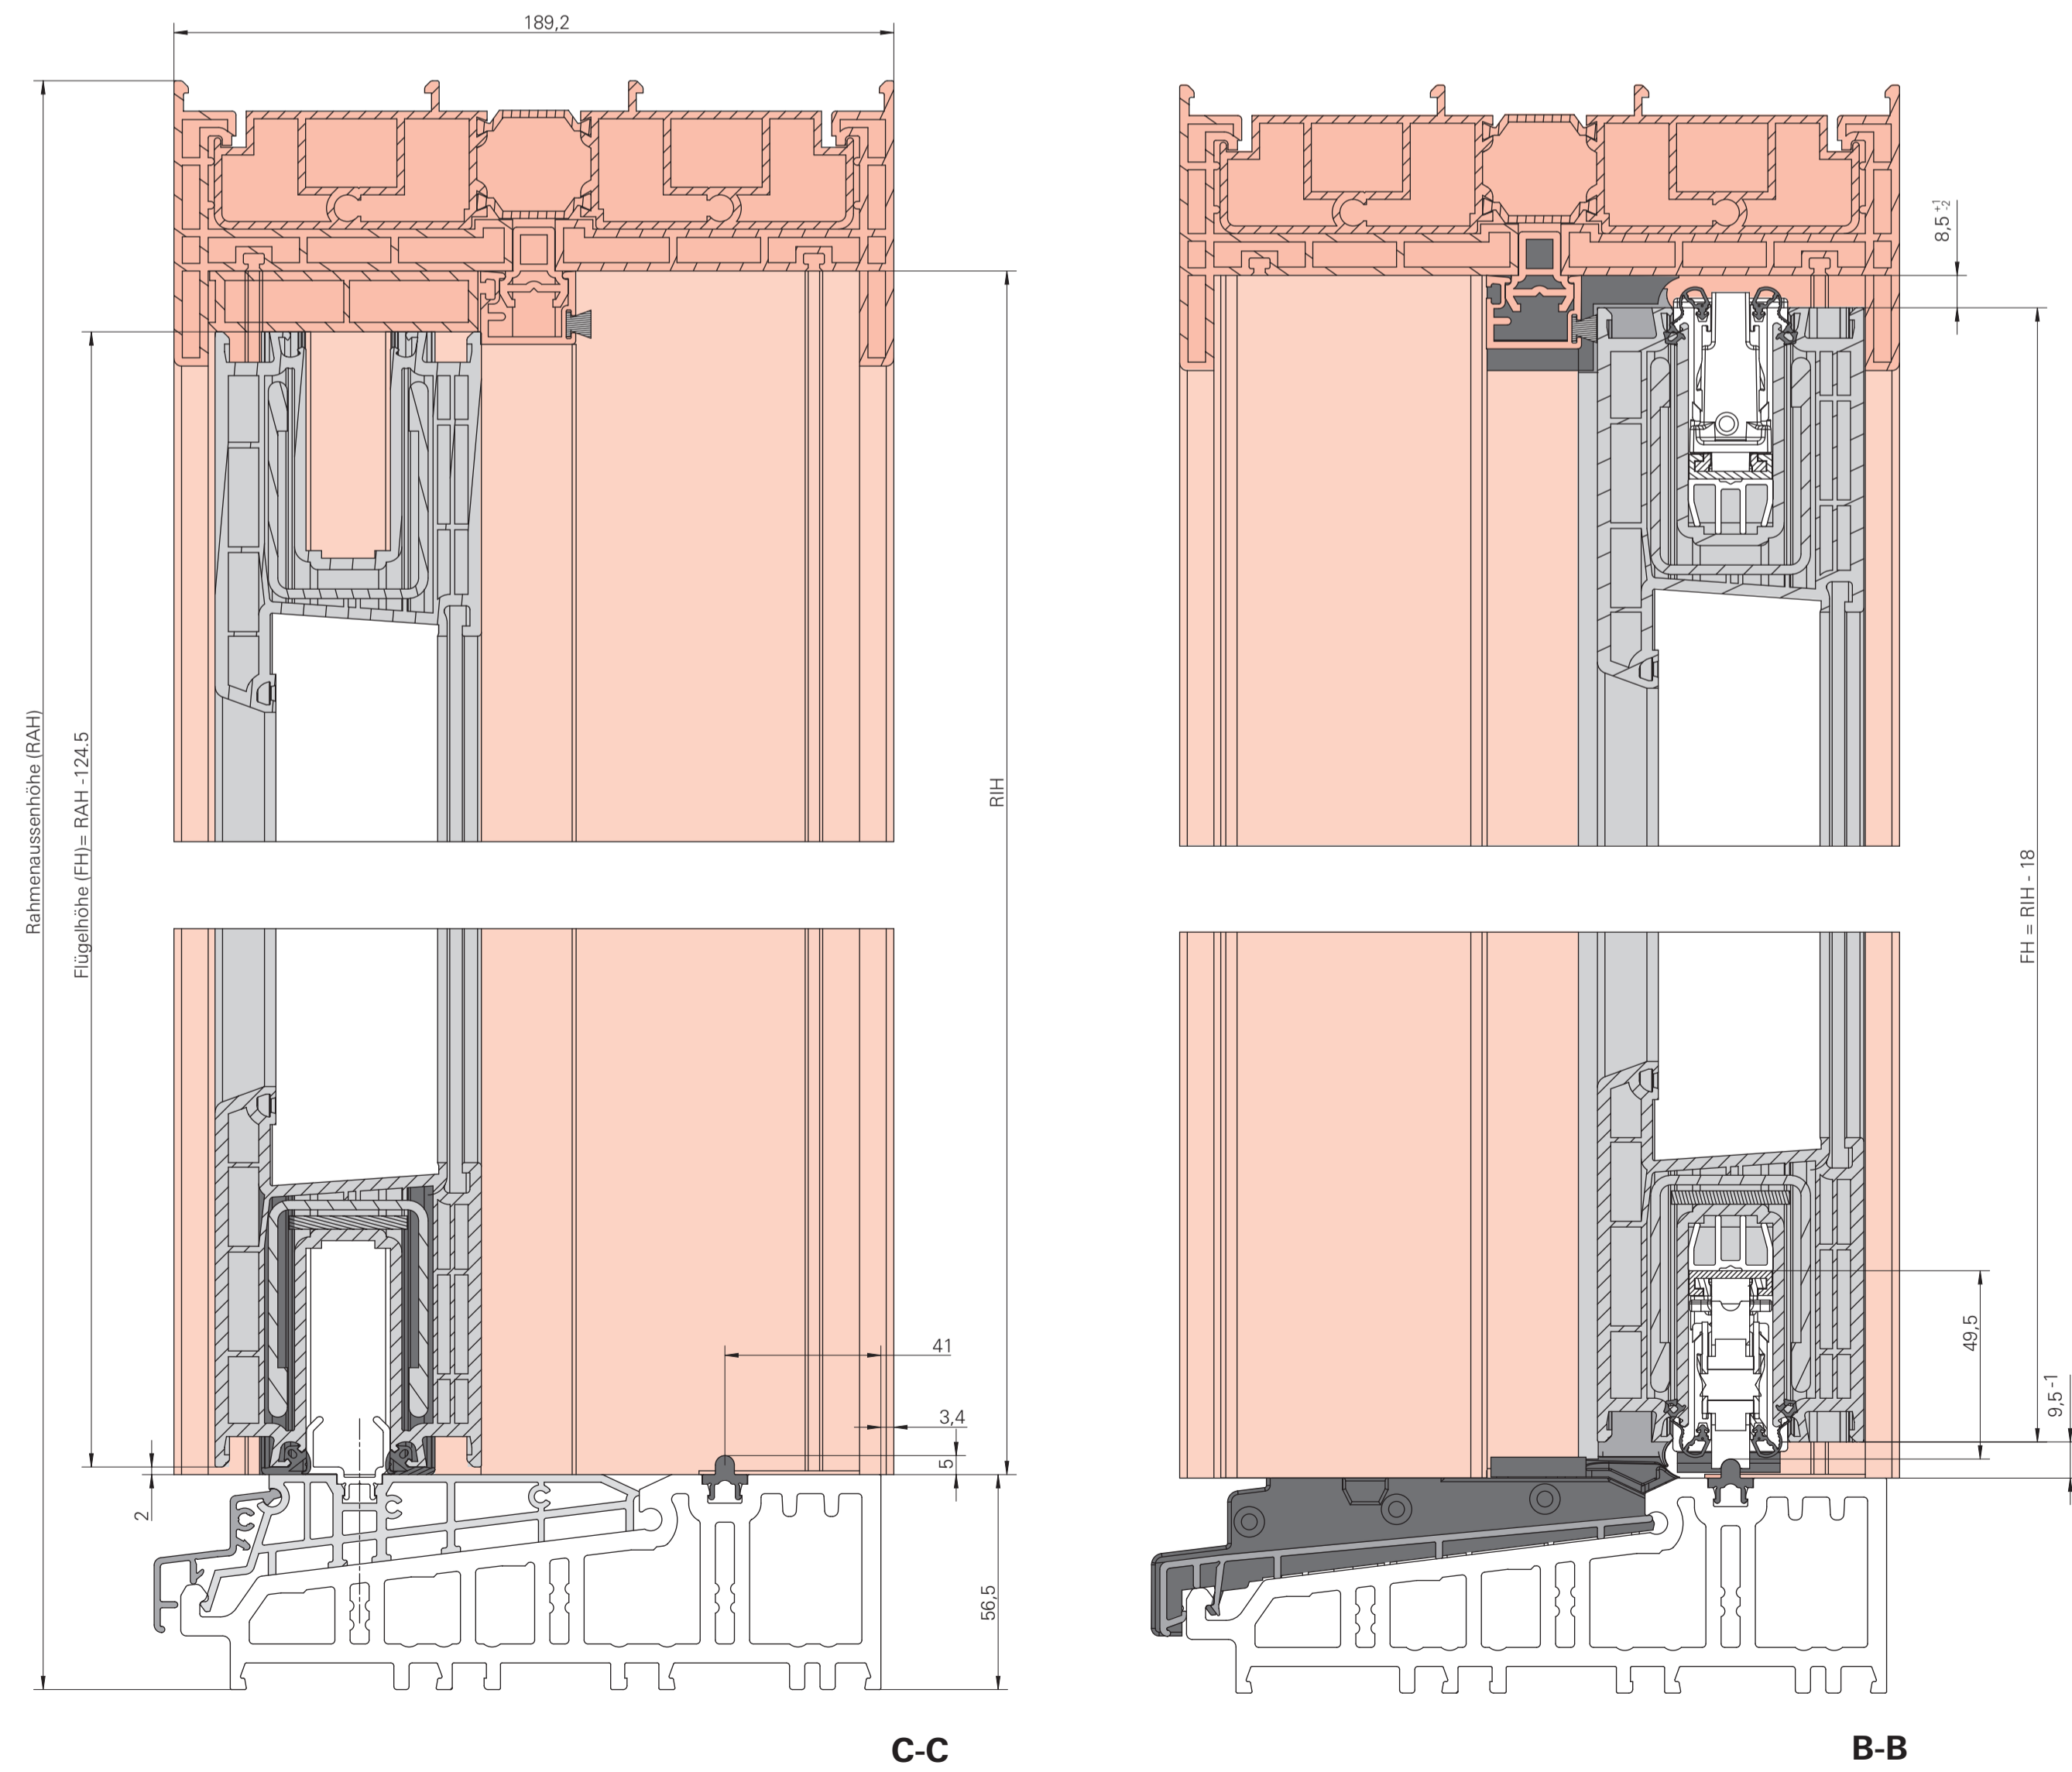 189,2
Rahmenaussenhöhe (RAH)
Flügelhöhe (FH)= RAH -124.5
RIH
41
3,4
5
2
56,5
C-C
8,5 +1 -2
FH = RIH - 18
49,5
9,5 -1
B-B